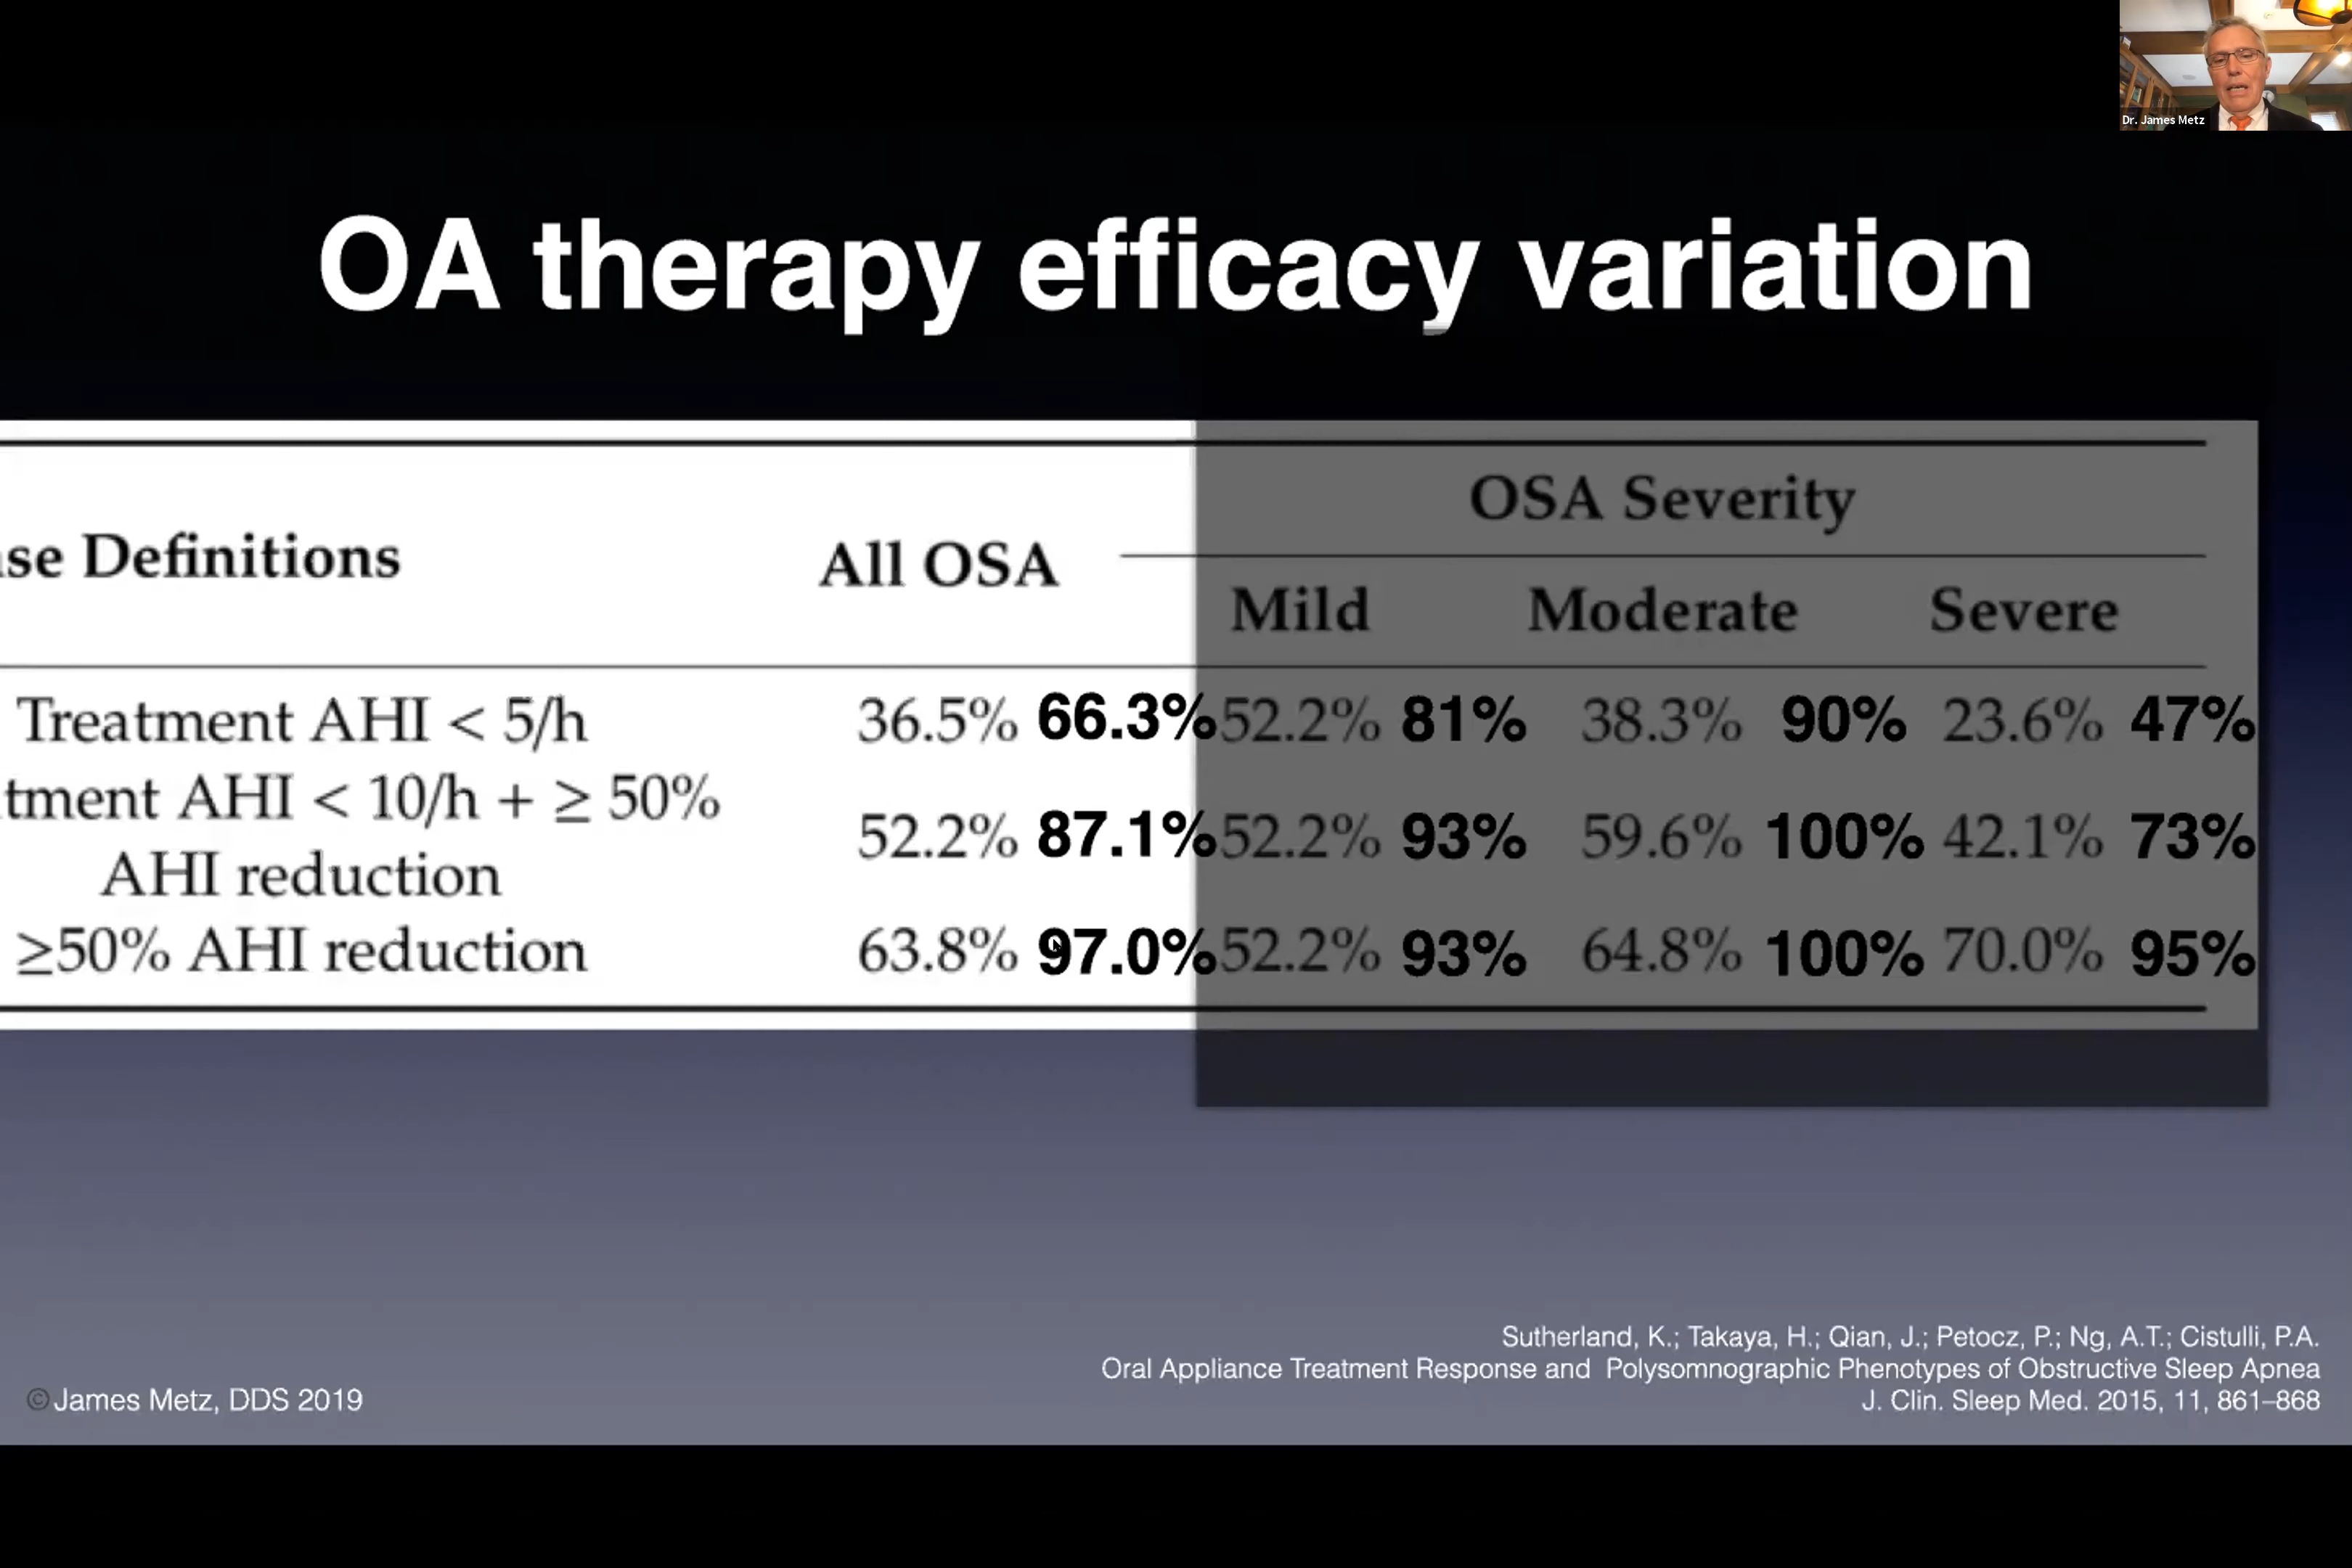 Dr. James Metz
OA therapy efficacy variation
OSA Severity
se Definitions All OSA
Mild Moderate Severe
Treatment AHI < 5/h 36.5% 66.3% 52.2% 81% 38.3% 90% 23.6% 47%
tment AHI < 10/h + ≥ 50%
AHI reduction
52.2% 87.1% 52.2% 93% 59.6% 100% 42.1% 73%
≥50% AHI reduction 63.8% 97.0% 52.2% 93% 64.8% 100% 70.0% 95%
Sutherland, K.; Takaya, H.; Qian, J.; Petocz, P.; Ng, A.T.; Cistulli, P.A.
Oral Appliance Treatment Response and Polysomnographic Phenotypes of Obstructive Sleep Apnea
J. Clin. Sleep Med. 2015, 11, 861–868
© James Metz, DDS 2019